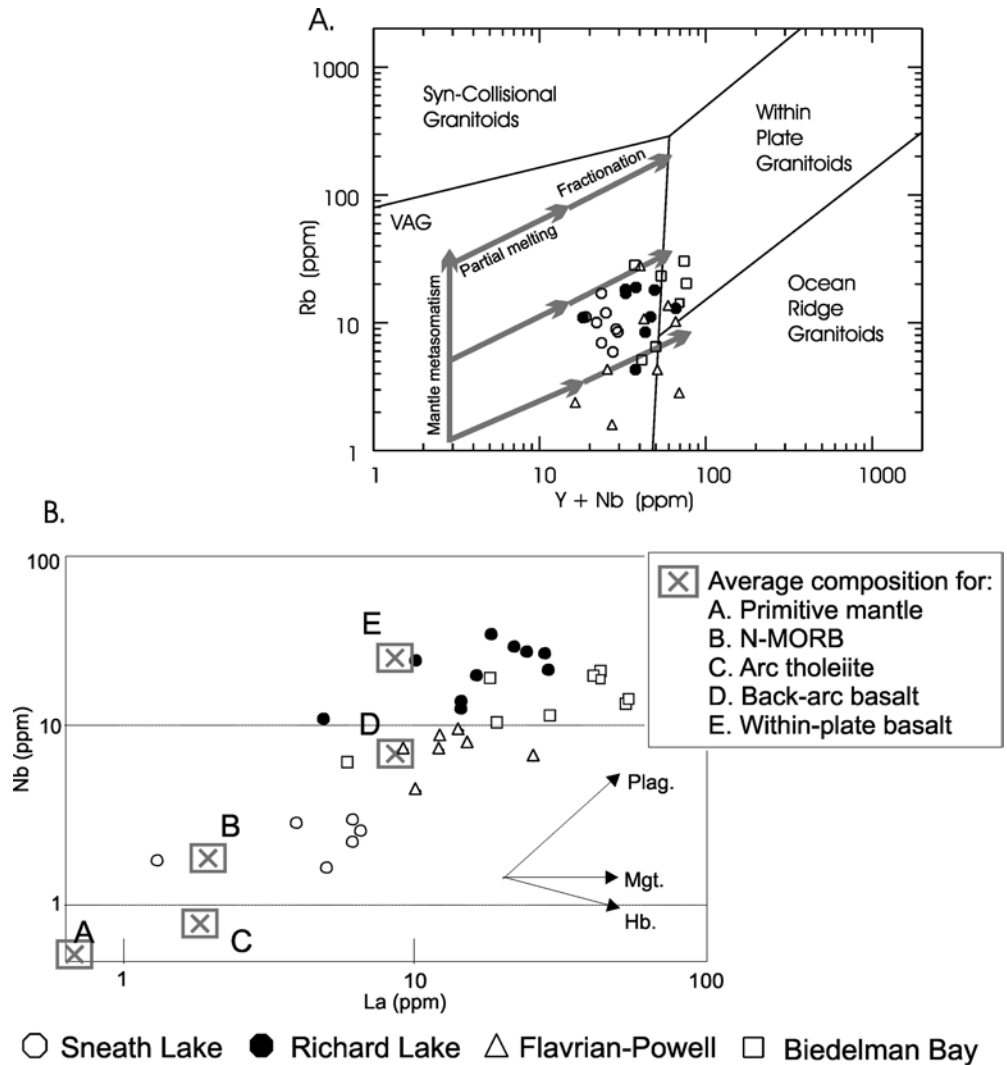 A.
1000
100
10
1
Rb (ppm)
Syn-Collisional
Granitoids
Within
Plate
Granitoids
VAG
Fractionation
Partial melting
Mantle metasomatism
Ocean
Ridge
Granitoids
1
10
100
1000
Y + Nb (ppm)
B.
100
10
1
Nb (ppm)
E
D
B
A
C
Plag.
Mgt.
Hb.
1
10
100
La (ppm)
Average composition for:
A. Primitive mantle
B. N-MORB
C. Arc tholeiite
D. Back-arc basalt
E. Within-plate basalt
Sneath Lake
Richard Lake
Flavrian-Powell
Biedelman Bay